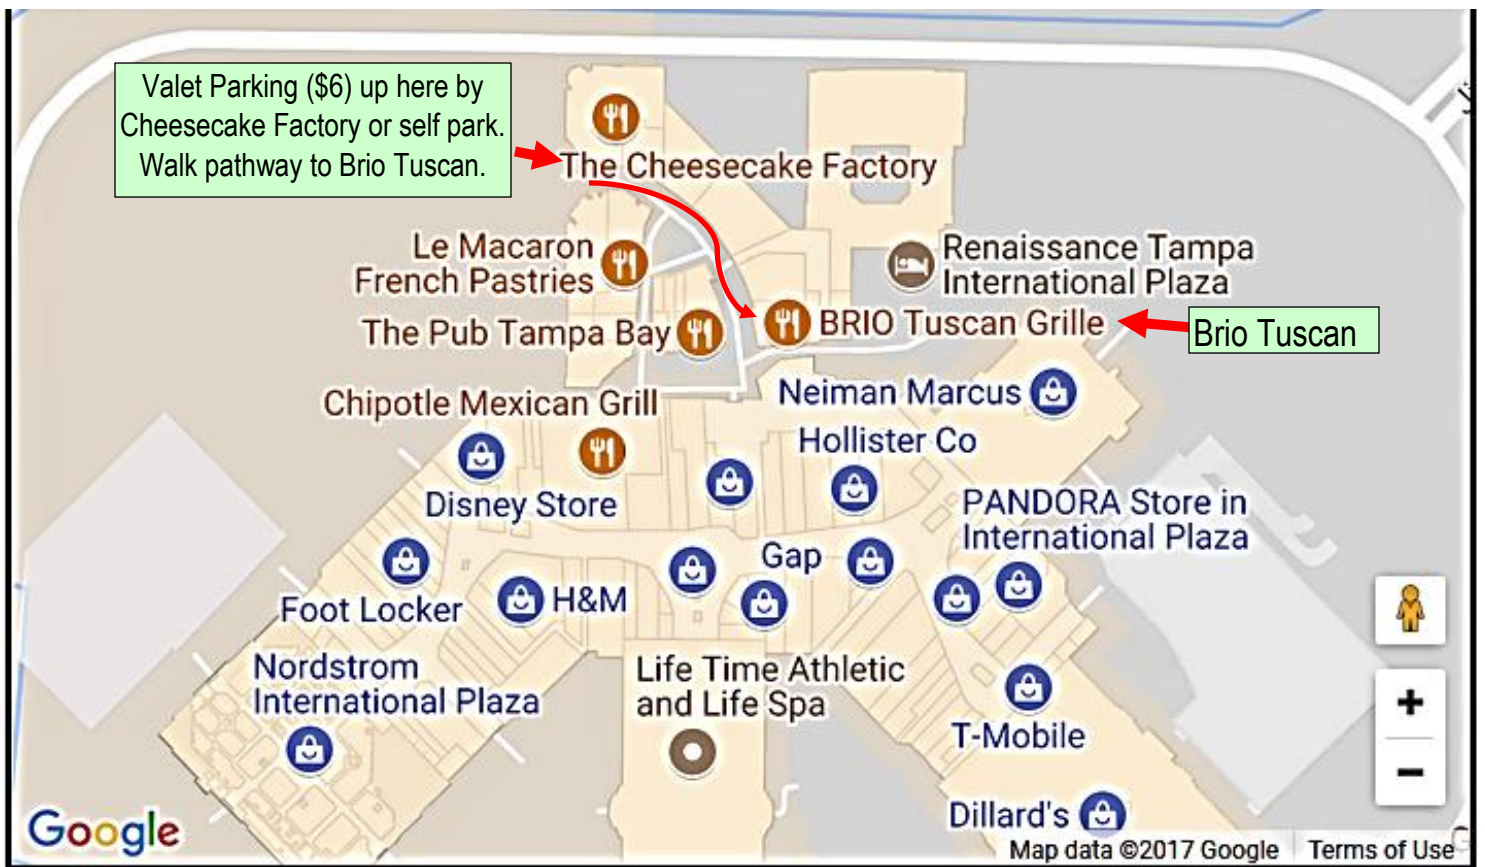 Valet Parking ($6) up here by
Cheesecake Factory or self park.
Walk pathway to Brio Tuscan.
The Cheesecake Factory
Le Macaron
French Pastries
Renaissance Tampa
International Plaza
The Pub Tampa Bay
BRIO Tuscan Grille
Brio Tuscan
Neiman Marcus
Chipotle Mexican Grill
Hollister Co
Disney Store
PANDORA Store in
International Plaza
Gap
Foot Locker
H&M
Nordstrom
International Plaza
Life Time Athletic
and Life Spa
T-Mobile
+
−
Dillard's
Google
Map data ©2017 Google
Terms of Use